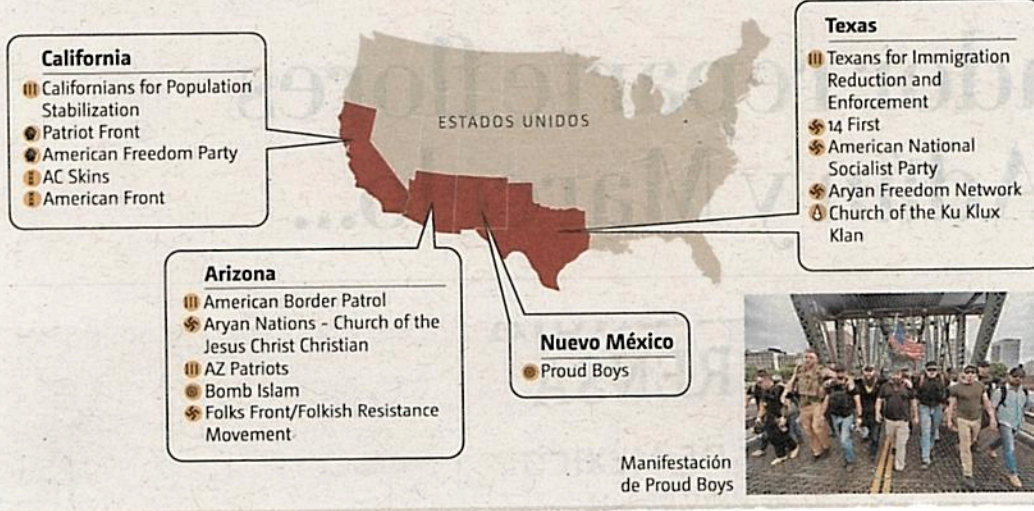 California
Californians for Population
Stabilization
Patriot Front
American Freedom Party
AC Skins
American Front
ESTADOS UNIDOS
Texas
Texans for Immigration
Reduction and
Enforcement
14 First
American National
Socialist Party
Aryan Freedom Network
Church of the Ku Klux
Klan
Arizona
American Border Patrol
Aryan Nations - Church of the
Jesus Christ Christian
AZ Patriots
Bomb Islam
Folks Front/Folkish Resistance
Movement
Nuevo México
Proud Boys
Manifestación
de Proud Boys